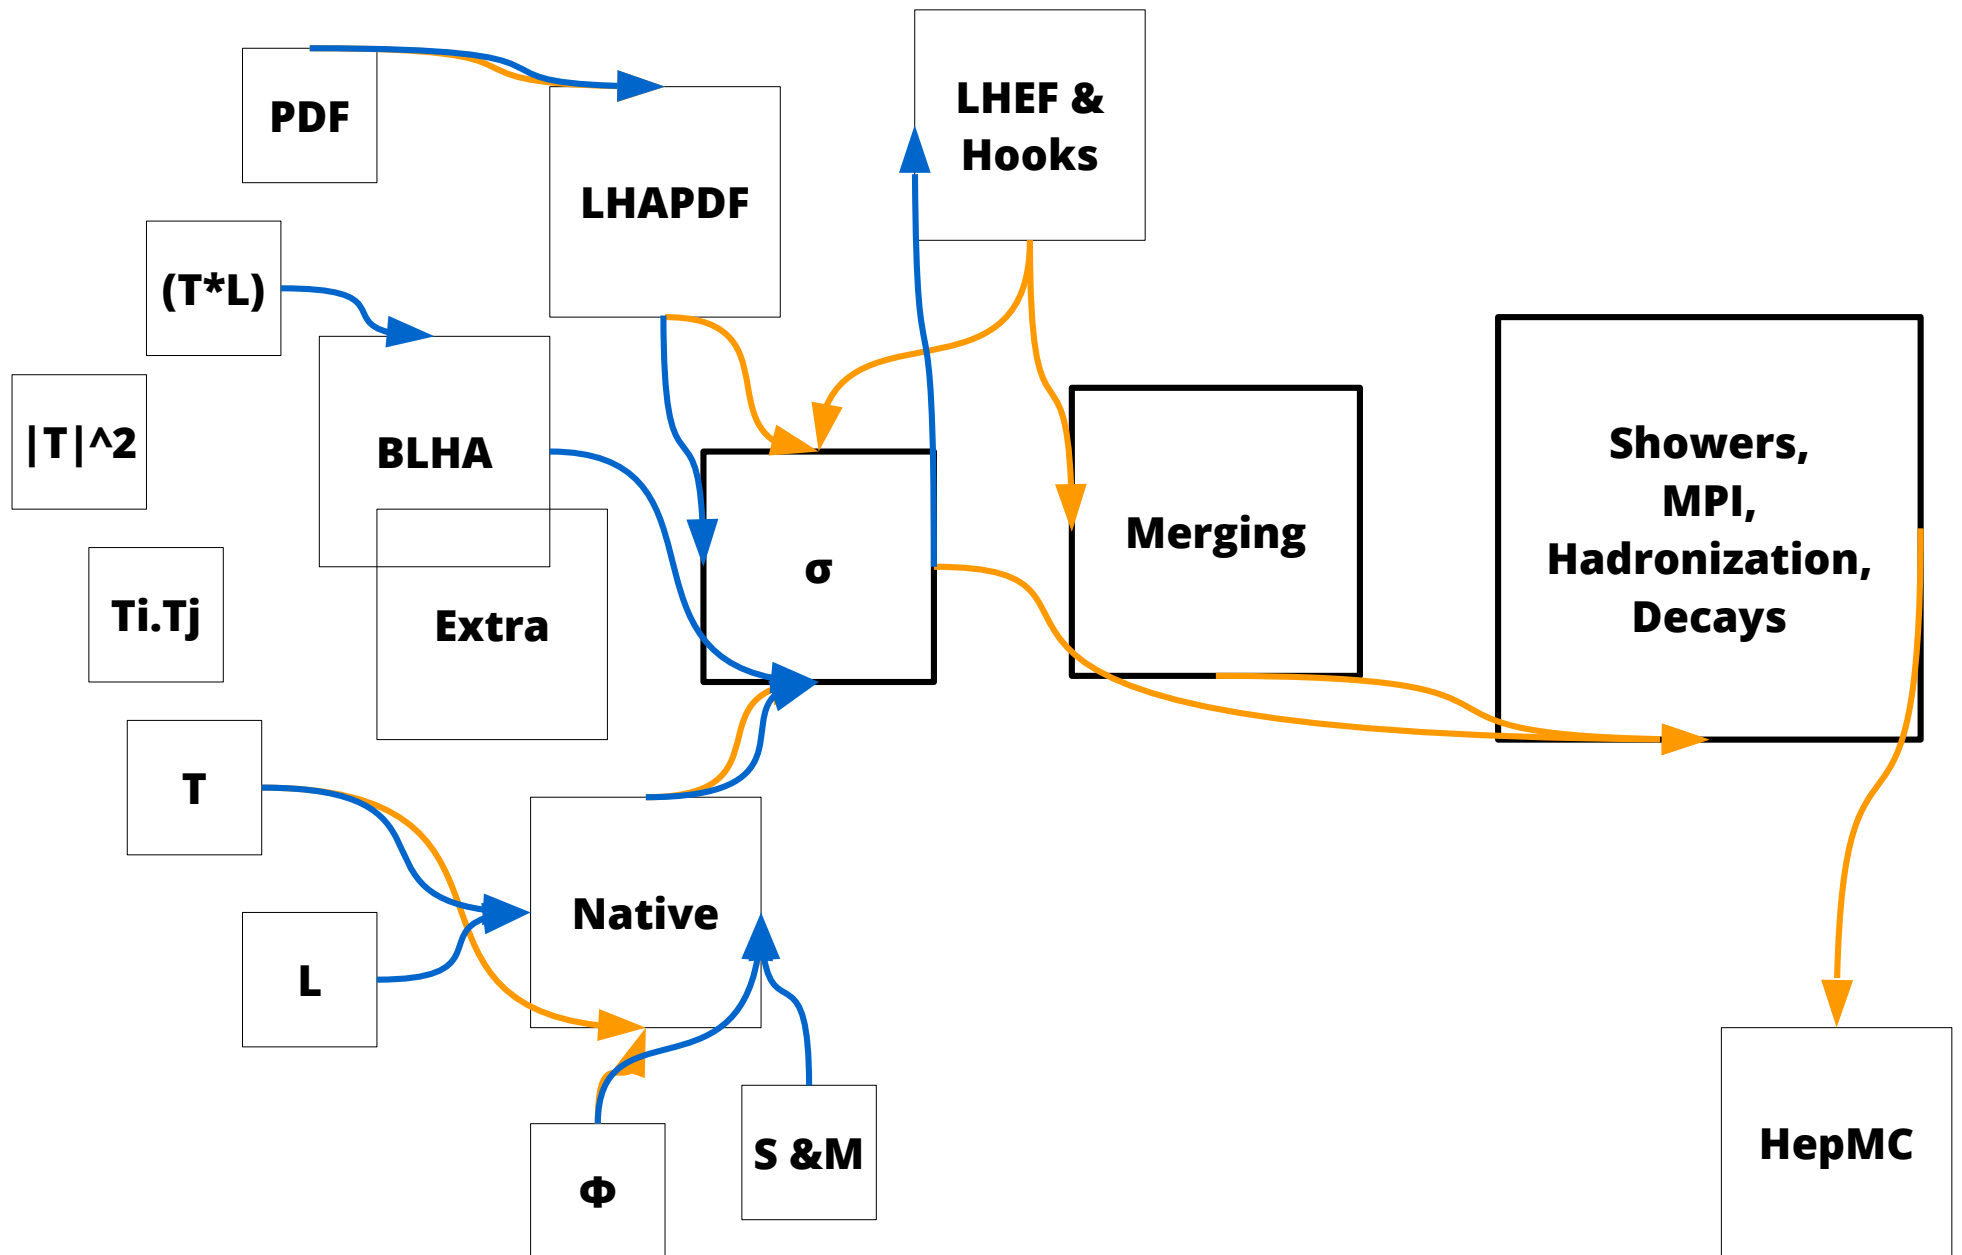 PDF
LHEF &
Hooks
LHAPDF
(T*L)
|T|^2
BLHA
Showers,
MPI,
Hadronization,
Decays
Merging
σ
Ti.Tj
Extra
T
Native
L
S &M
Φ
HepMC